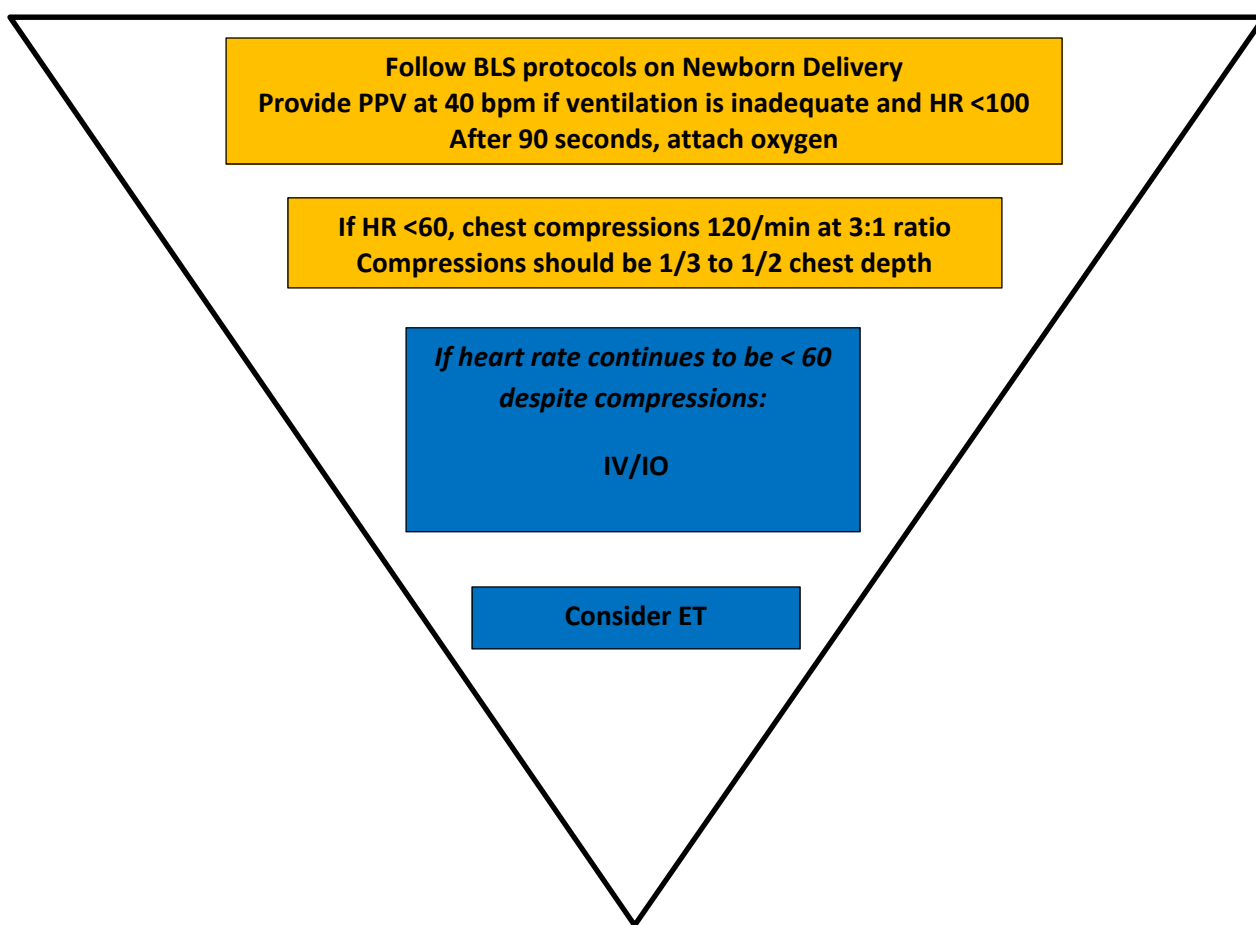 Follow BLS protocols on Newborn Delivery
Provide PPV at 40 bpm if ventilation is inadequate and HR <100
After 90 seconds, attach oxygen
If HR <60, chest compressions 120/min at 3:1 ratio
Compressions should be 1/3 to 1/2 chest depth
If heart rate continues to be < 60
despite compressions:
IV/IO
Consider ET